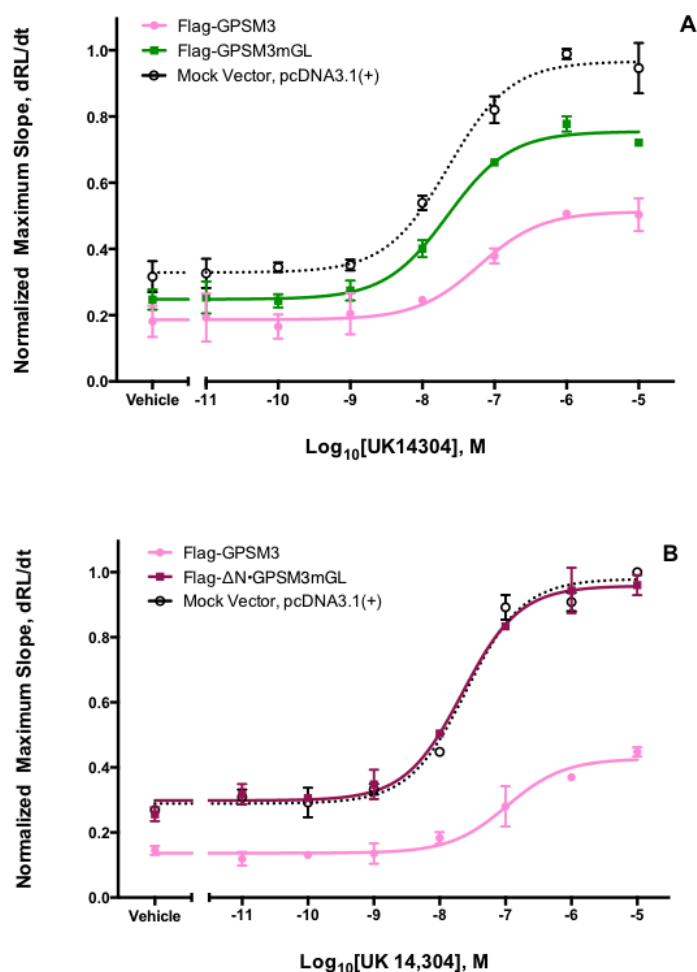 A
Flag-GPSM3
Flag-GPSM3mGL
Mock Vector, pcDNA3.1(+)
Normalized Maximum Slope, dRL/dt
1.0
0.8
0.6
0.4
0.2
0.0
Vehicle -11 -10 -9 -8 -7 -6 -5
Log10[UK14304], M
B
Flag-GPSM3
Flag-ΔN•GPSM3mGL
Mock Vector, pcDNA3.1(+)
Normalized Maximum Slope, dRL/dt
1.0
0.8
0.6
0.4
0.2
0.0
Vehicle -11 -10 -9 -8 -7 -6 -5
Log10[UK 14,304], M